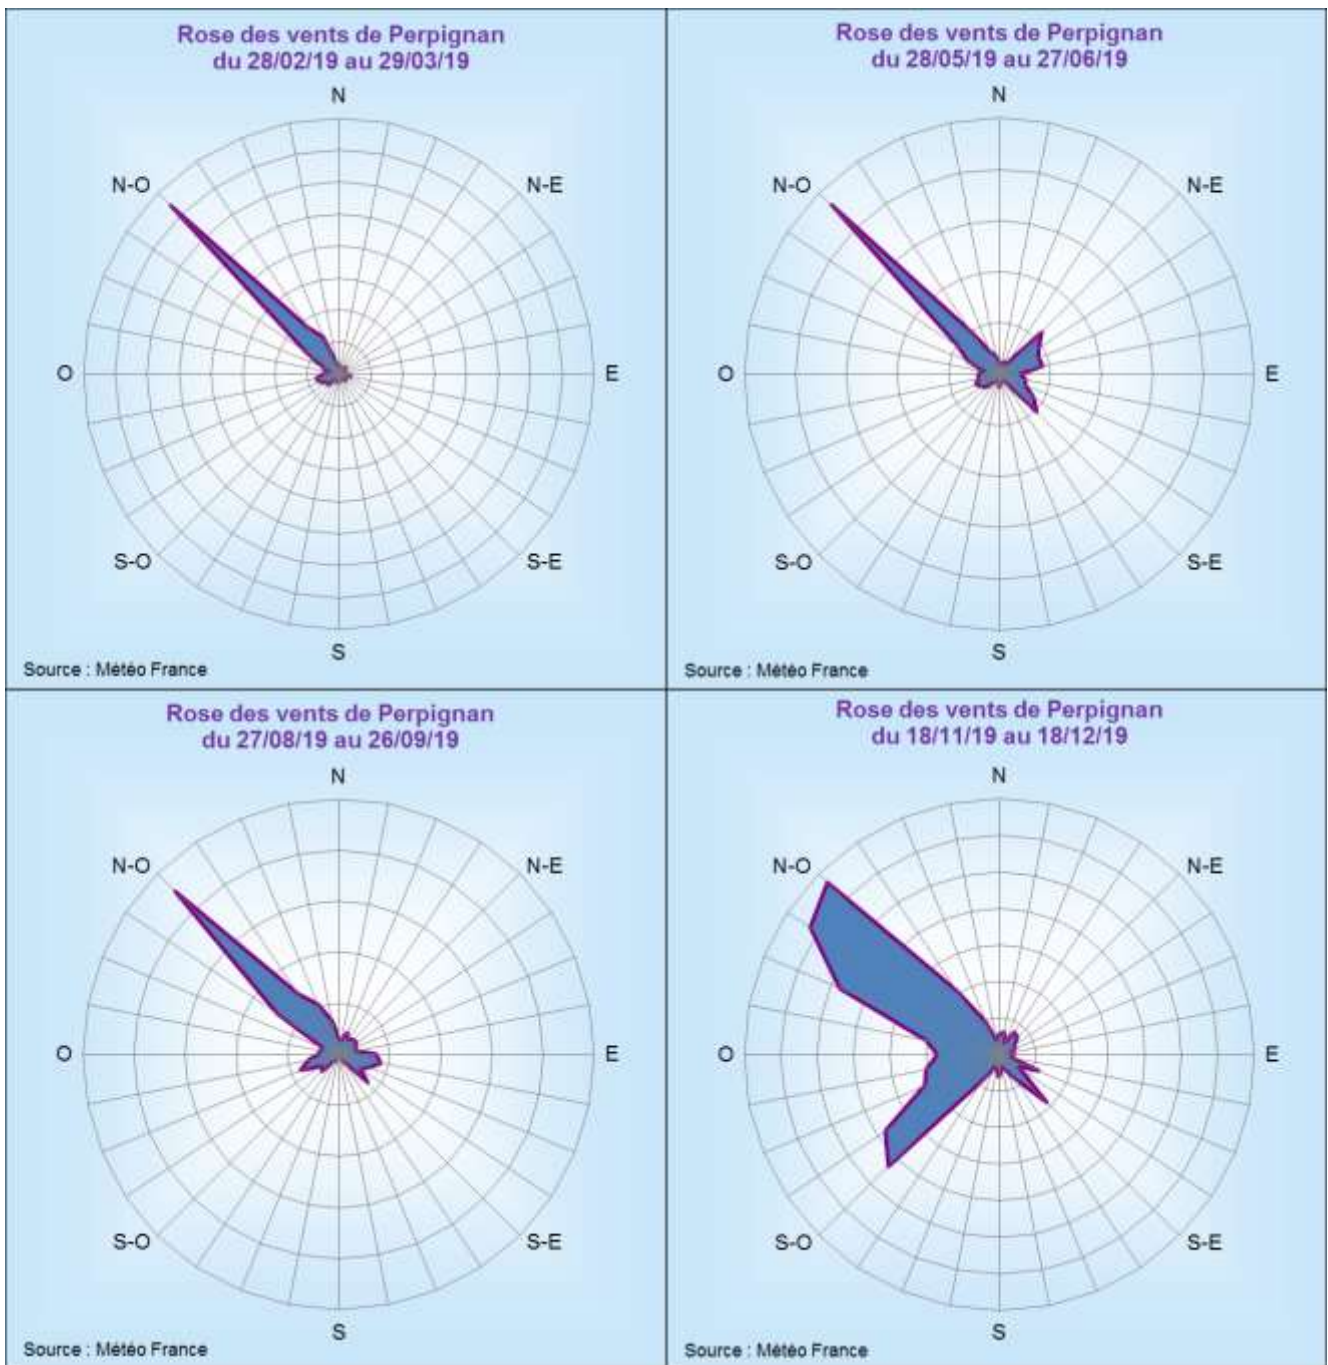 Rose des vents de Perpignan
du 28/02/19 au 29/03/19
N
N-O
N-E
O
E
S-O
S-E
S
Source : Météo France
Rose des vents de Perpignan
du 28/05/19 au 27/06/19
N
N-O
N-E
O
E
S-O
S-E
S
Source : Météo France
Rose des vents de Perpignan
du 27/08/19 au 26/09/19
N
N-O
N-E
O
E
S-O
S-E
S
Source : Météo France
Rose des vents de Perpignan
du 18/11/19 au 18/12/19
N
N-O
N-E
O
E
S-O
S-E
S
Source : Météo France